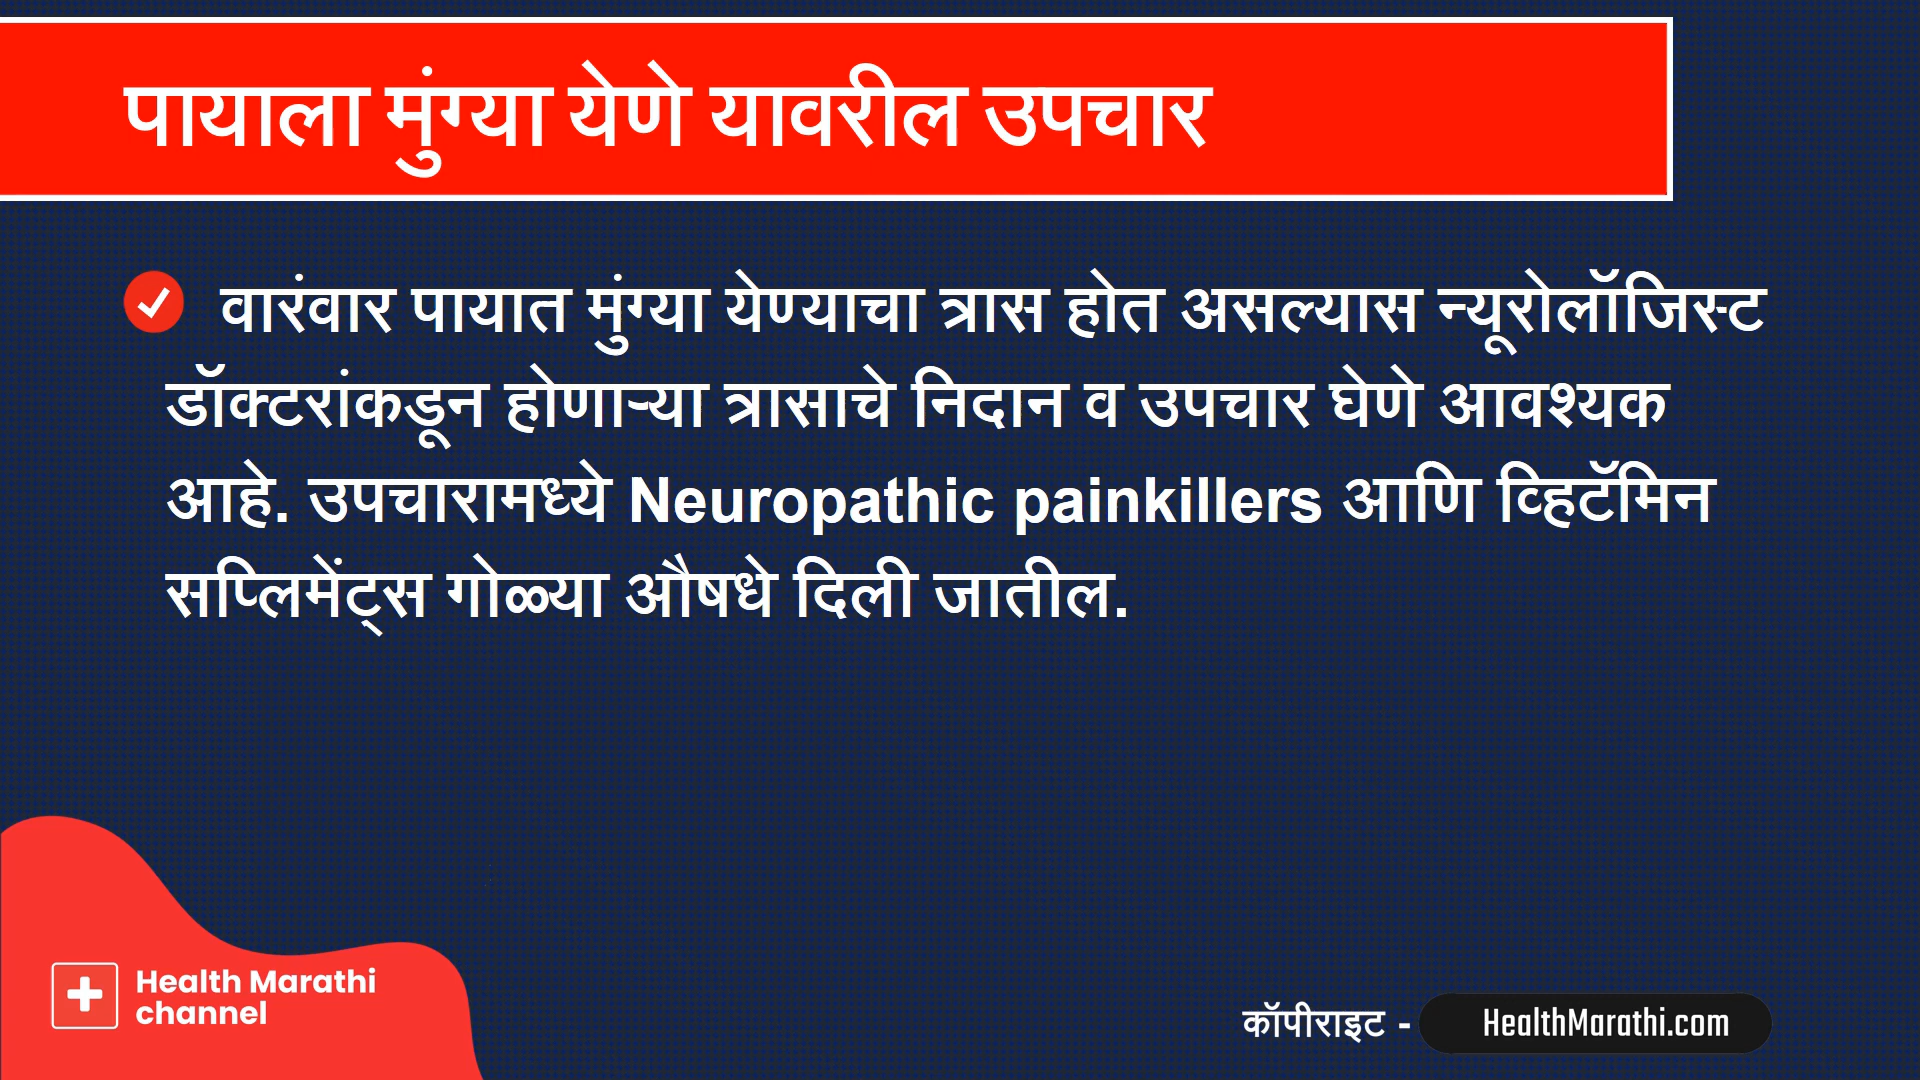 पायाला मुंग्या येणे यावरील उपचार
वारंवार पायात मुंग्या येण्याचा त्रास होत असल्यास न्यूरोलॉजिस्ट
डॉक्टरांकडून होणाऱ्या त्रासाचे निदान व उपचार घेणे आवश्यक
आहे. उपचारामध्ये Neuropathic painkillers आणि व्हिटॅमिन
सप्लिमेंट्स गोळ्या औषधे दिली जातील.
Health Marathi
channel
कॉपीराइट - HealthMarathi.com